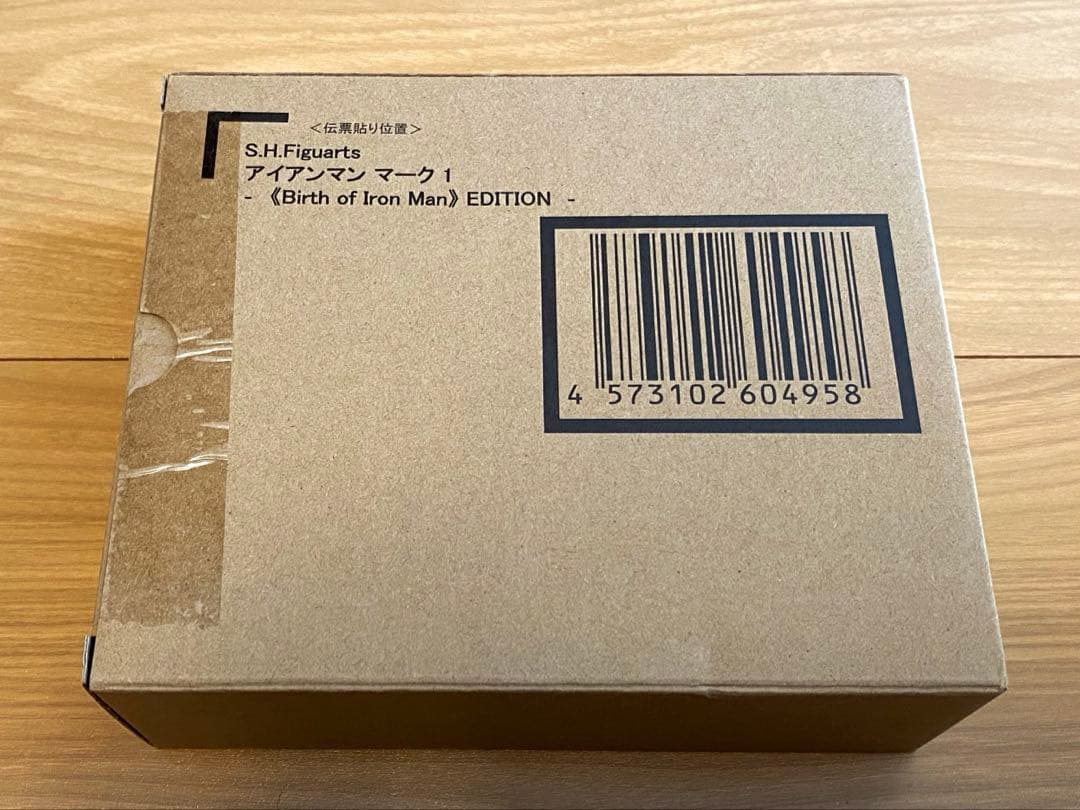 ＜伝票貼り位置＞
S.H.Figuarts
アイアンマン マーク 1
- 《Birth of Iron Man》 EDITION -
4 573102 604958